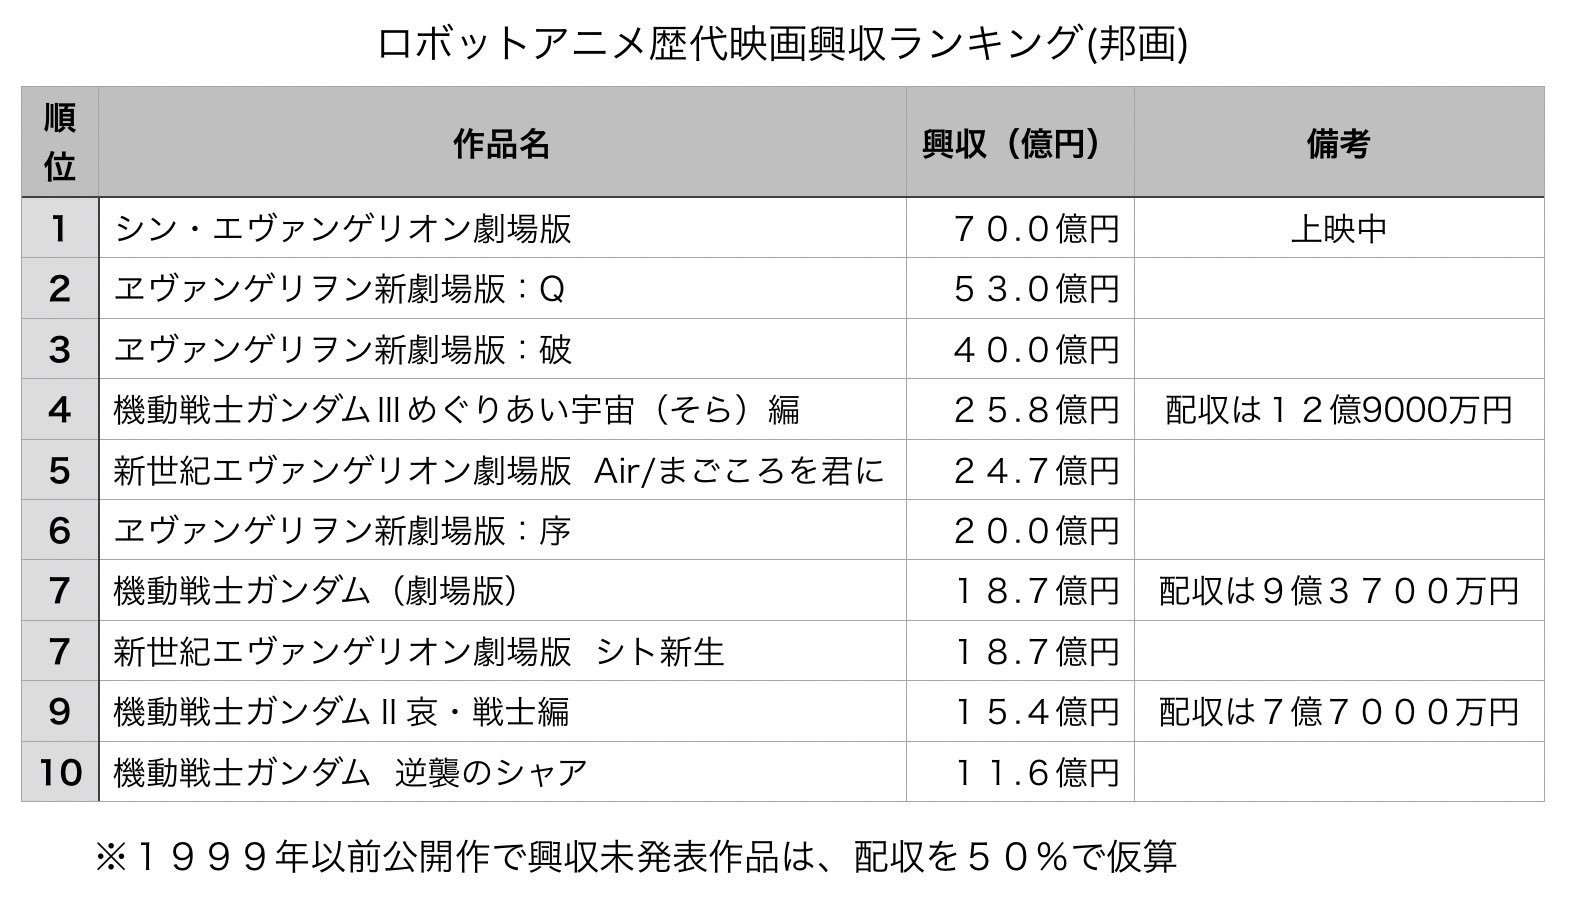 ロボットアニメ歴代映画興収ランキング(邦画)
順位 作品名 興収（億円） 備考
1 シン・エヴァンゲリオン劇場版 ７０.０億円 上映中
2 ヱヴァンゲリヲン新劇場版：Q ５３.０億円
3 ヱヴァンゲリヲン新劇場版：破 ４０.０億円
4 機動戦士ガンダムⅢめぐりあい宇宙（そら）編 ２５.８億円 配収は１２億9000万円
5 新世紀エヴァンゲリオン劇場版 Air/まごころを君に ２４.７億円
6 ヱヴァンゲリヲン新劇場版：序 ２０.０億円
7 機動戦士ガンダム（劇場版） １８.７億円 配収は９億３７００万円
7 新世紀エヴァンゲリオン劇場版 シト新生 １８.７億円
9 機動戦士ガンダムⅡ哀・戦士編 １５.４億円 配収は７億７０００万円
10 機動戦士ガンダム 逆襲のシャア １１.６億円
※１９９９年以前公開作で興収未発表作品は、配収を５０％で仮算